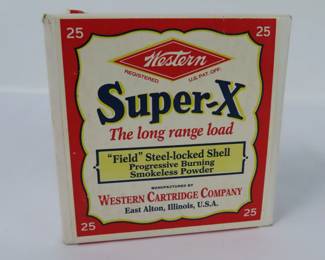 25 25
Western
REGISTERED U.S. PAT. OFF.
Super-X
The long range load
"Field" Steel-locked Shell
Progressive Burning
Smokeless Powder
MANUFACTURED BY
WESTERN CARTRIDGE COMPANY
East Alton, Illinois, U.S.A.
25 25